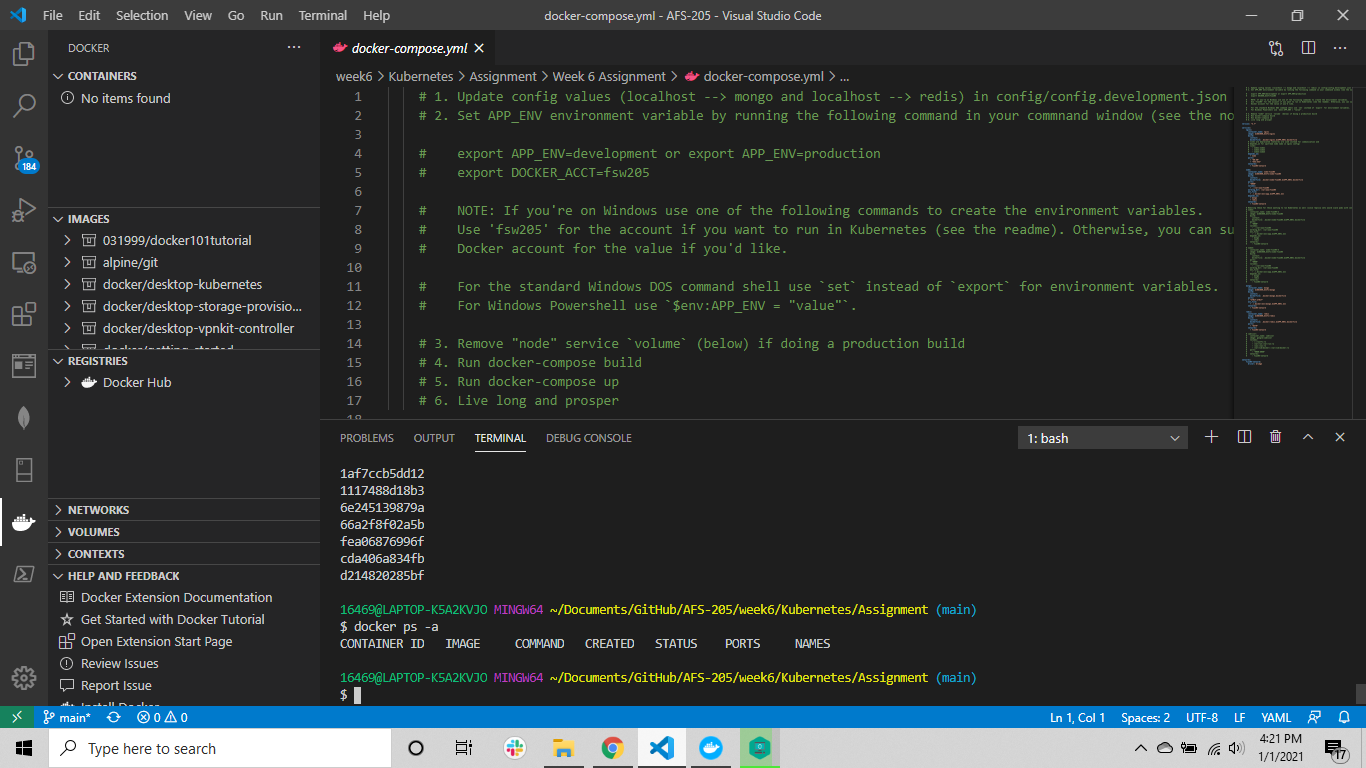 File Edit Selection View Go Run Terminal Help docker-compose.yml - AFS-205 - Visual Studio Code
DOCKER
CONTAINERS
No items found
184
IMAGES
031999/docker101tutorial
alpine/git
docker/desktop-kubernetes
docker/desktop-storage-provisio...
docker/desktop-vpnkit-controller
docker/getting-started
REGISTRIES
Docker Hub
NETWORKS
VOLUMES
CONTEXTS
HELP AND FEEDBACK
Docker Extension Documentation
Get Started with Docker Tutorial
Open Extension Start Page
Review Issues
Report Issue
Install Docker
docker-compose.yml
week6 > Kubernetes > Assignment > Week 6 Assignment > docker-compose.yml > ...
1 # 1. Update config values (localhost --> mongo and localhost --> redis) in config/config.development.json
2 # 2. Set APP_ENV environment variable by running the following command in your commnand window (see the no
3
4 # export APP_ENV=development or export APP_ENV=production
5 # export DOCKER_ACCT=fsw205
6
7 # NOTE: If you're on Windows use one of the following commands to create the environment variables.
8 # Use 'fsw205' for the account if you want to run in Kubernetes (see the readme). Otherwise, you can su
9 # Docker account for the value if you'd like.
10
11 # For the standard Windows DOS command shell use `set` instead of `export` for environment variables.
12 # For Windows Powershell use `$env:APP_ENV = "value"`.
13
14 # 3. Remove "node" service `volume` (below) if doing a production build
15 # 4. Run docker-compose build
16 # 5. Run docker-compose up
17 # 6. Live long and prosper
18
PROBLEMS OUTPUT TERMINAL DEBUG CONSOLE 1: bash
1af7ccb5dd12
1117488d18b3
6e245139879a
66a2f8f02a5b
fea06876996f
cda406a834fb
d214820285bf
16469@LAPTOP-K5A2KVJO MINGW64 ~/Documents/GitHub/AFS-205/week6/Kubernetes/Assignment (main)
$ docker ps -a
CONTAINER ID IMAGE COMMAND CREATED STATUS PORTS NAMES
16469@LAPTOP-K5A2KVJO MINGW64 ~/Documents/GitHub/AFS-205/week6/Kubernetes/Assignment (main)
$
main* 0 0 Ln 1, Col 1 Spaces: 2 UTF-8 LF YAML
Type here to search
4:21 PM
1/1/2021
17